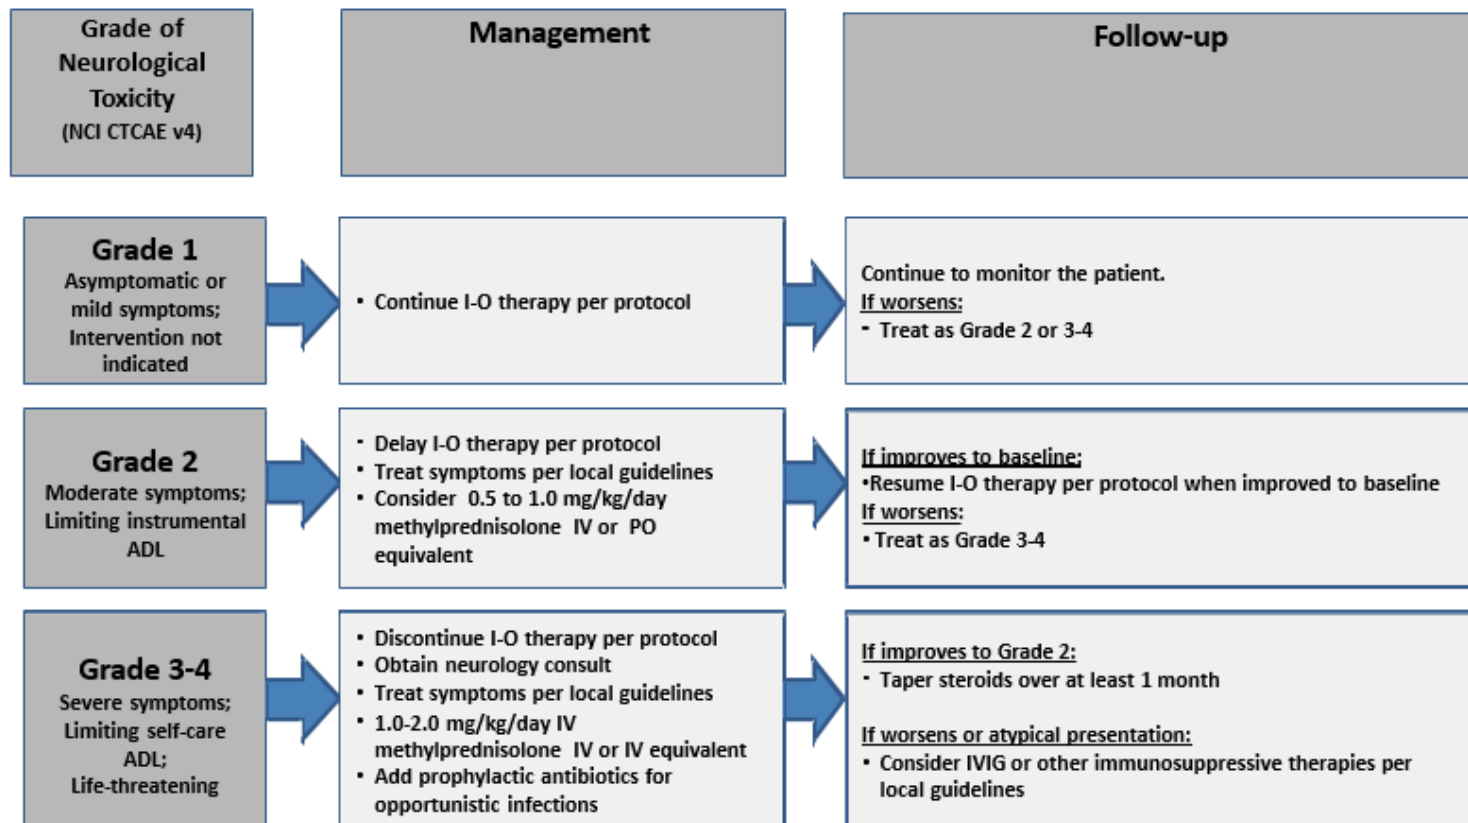 Grade of
Neurological
Toxicity
(NCI CTCAE v4)
Management
Follow-up
Grade 1
Asymptomatic or
mild symptoms;
Intervention not
indicated
• Continue I-O therapy per protocol
Continue to monitor the patient.
If worsens:
- Treat as Grade 2 or 3-4
Grade 2
Moderate symptoms;
Limiting instrumental
ADL
• Delay I-O therapy per protocol
• Treat symptoms per local guidelines
• Consider 0.5 to 1.0 mg/kg/day
methylprednisolone IV or PO
equivalent
If improves to baseline:
•Resume I-O therapy per protocol when improved to baseline
If worsens:
• Treat as Grade 3-4
Grade 3-4
Severe symptoms;
Limiting self-care
ADL;
Life-threatening
• Discontinue I-O therapy per protocol
• Obtain neurology consult
• Treat symptoms per local guidelines
• 1.0-2.0 mg/kg/day IV
methylprednisolone IV or IV equivalent
• Add prophylactic antibiotics for
opportunistic infections
If improves to Grade 2:
• Taper steroids over at least 1 month
If worsens or atypical presentation:
• Consider IVIG or other immunosuppressive therapies per
local guidelines